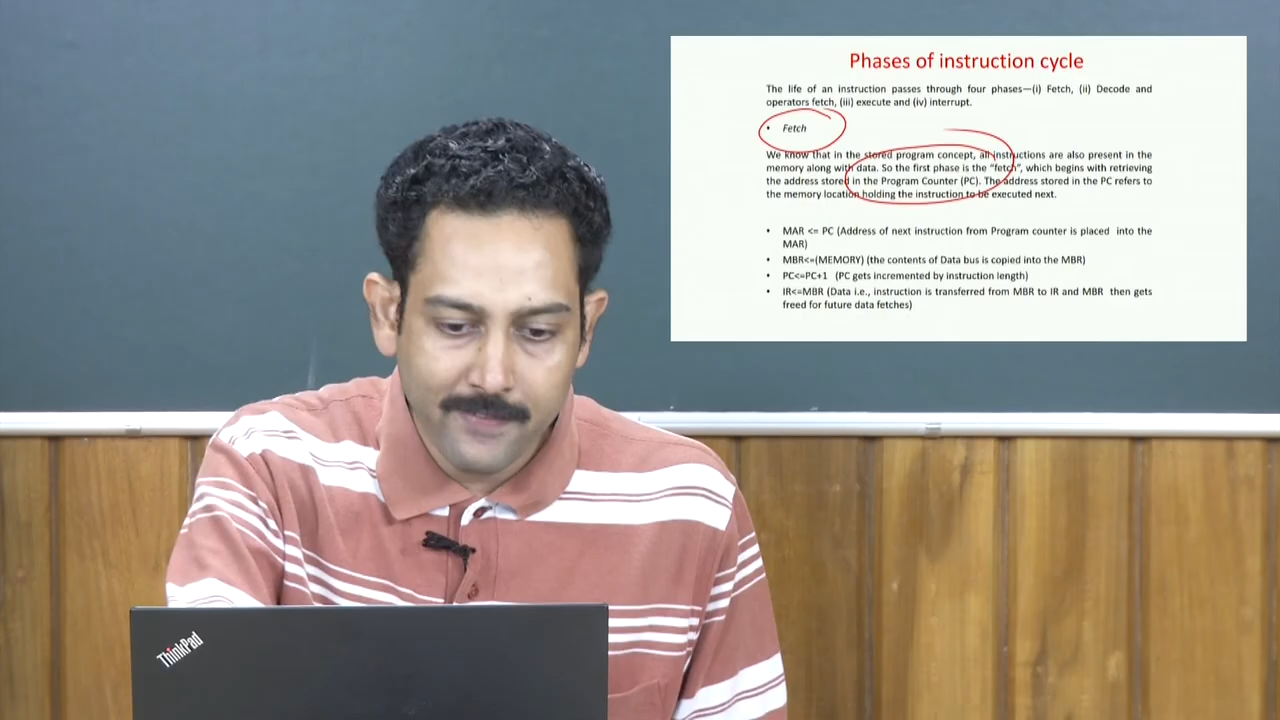 Phases of instruction cycle
The life of an instruction passes through four phases—(i) Fetch, (ii) Decode and
operators fetch, (iii) execute and (iv) interrupt.
• Fetch
We know that in the stored program concept, all instructions are also present in the
memory along with data. So the first phase is the "fetch", which begins with retrieving
the address stored in the Program Counter (PC). The address stored in the PC refers to
the memory location holding the instruction to be executed next.
• MAR <= PC (Address of next instruction from Program counter is placed into the
MAR)
• MBR<=(MEMORY) (the contents of Data bus is copied into the MBR)
• PC<=PC+1 (PC gets incremented by instruction length)
• IR<=MBR (Data i.e., instruction is transferred from MBR to IR and MBR then gets
freed for future data fetches)
ThinkPad